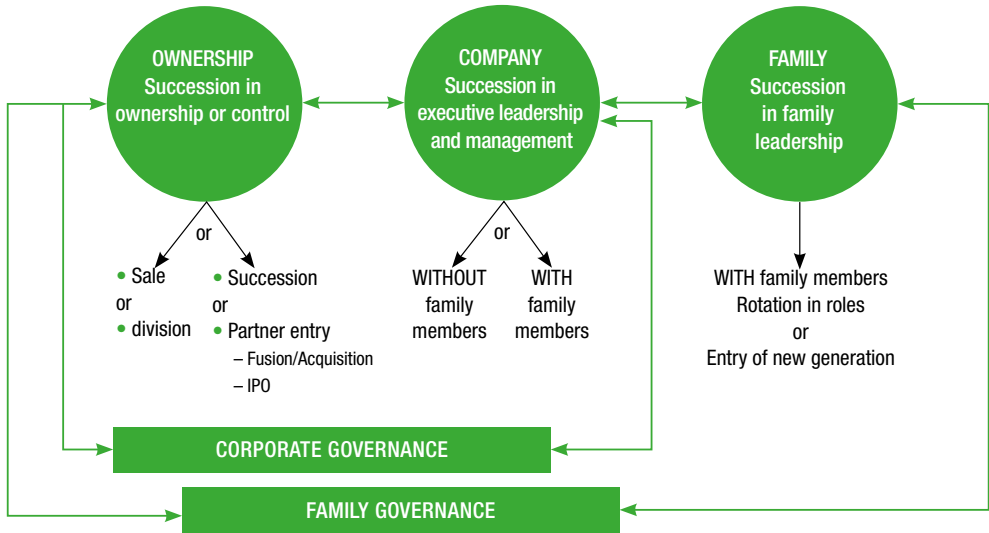 OWNERSHIP
Succession in
ownership or control
COMPANY
Succession in
executive leadership
and management
FAMILY
Succession
in family
leadership
or
• Sale
or
• division
• Succession
or
• Partner entry
– Fusion/Acquisition
– IPO
or
WITHOUT
family
members
WITH
family
members
WITH family members
Rotation in roles
or
Entry of new generation
CORPORATE GOVERNANCE
FAMILY GOVERNANCE